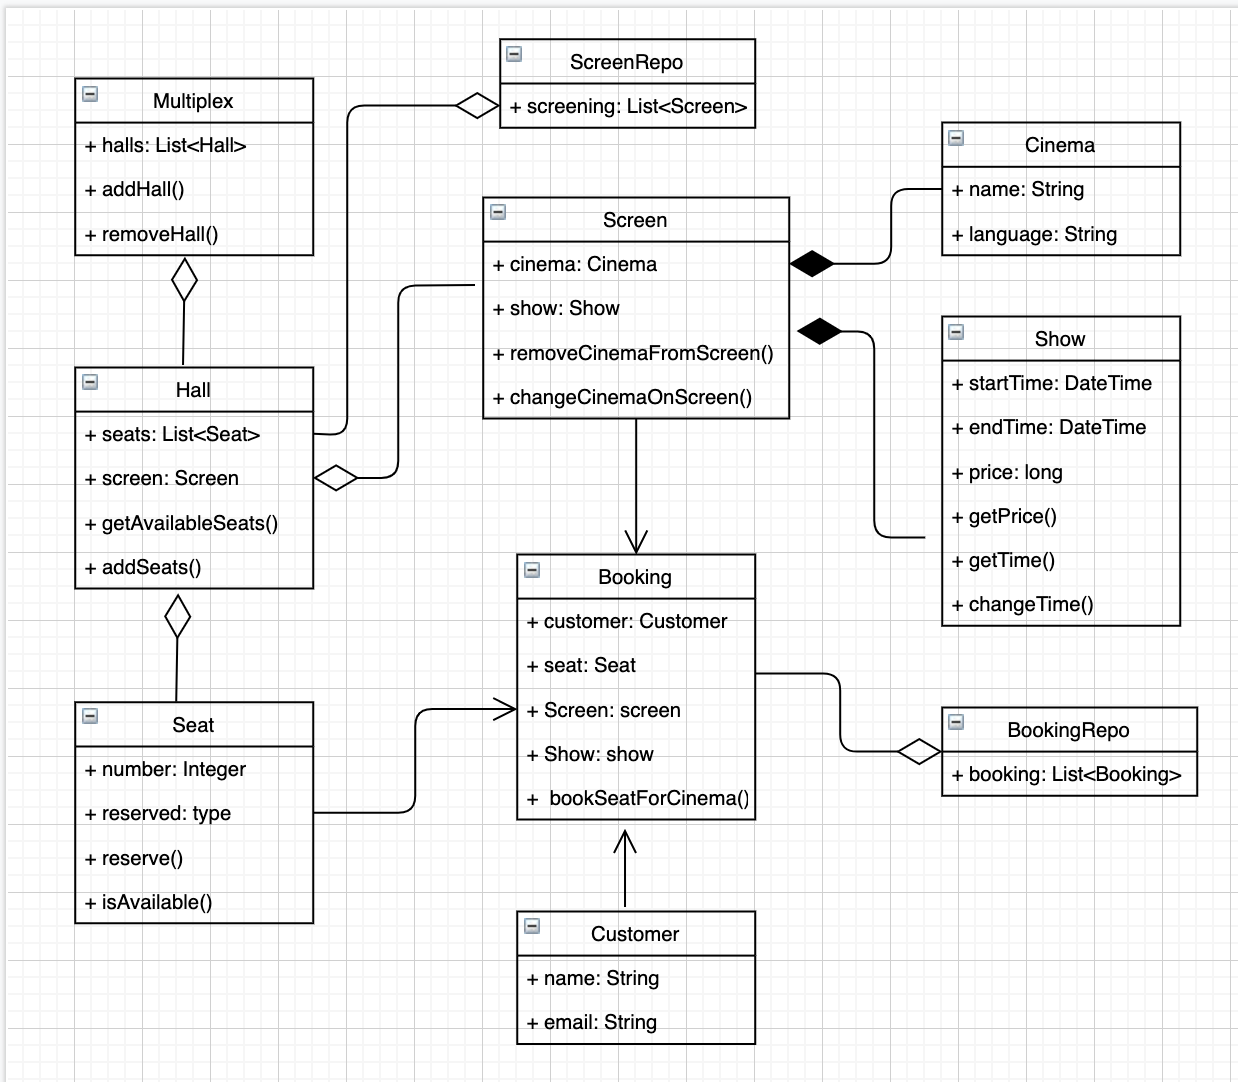 ScreenRepo
+ screening: List<Screen>
Multiplex
+ halls: List<Hall>
+ addHall()
+ removeHall()
Cinema
+ name: String
+ language: String
Screen
+ cinema: Cinema
+ show: Show
+ removeCinemaFromScreen()
+ changeCinemaOnScreen()
Show
+ startTime: DateTime
+ endTime: DateTime
+ price: long
+ getPrice()
+ getTime()
+ changeTime()
Hall
+ seats: List<Seat>
+ screen: Screen
+ getAvailableSeats()
+ addSeats()
Booking
+ customer: Customer
+ seat: Seat
+ Screen: screen
+ Show: show
+ bookSeatForCinema()
Seat
+ number: Integer
+ reserved: type
+ reserve()
+ isAvailable()
BookingRepo
+ booking: List<Booking>
Customer
+ name: String
+ email: String